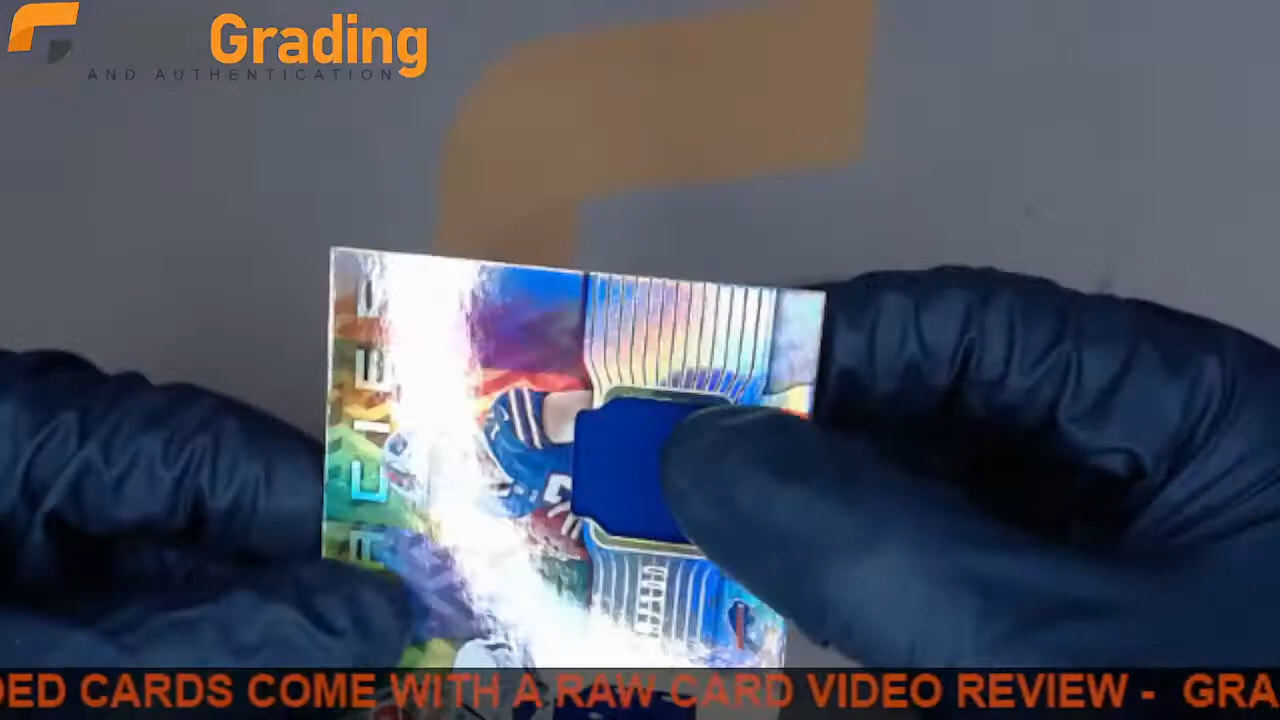 Grading
AND AUTHENTICATION
DED CARDS COME WITH A RAW CARD VIDEO REVIEW - GRA